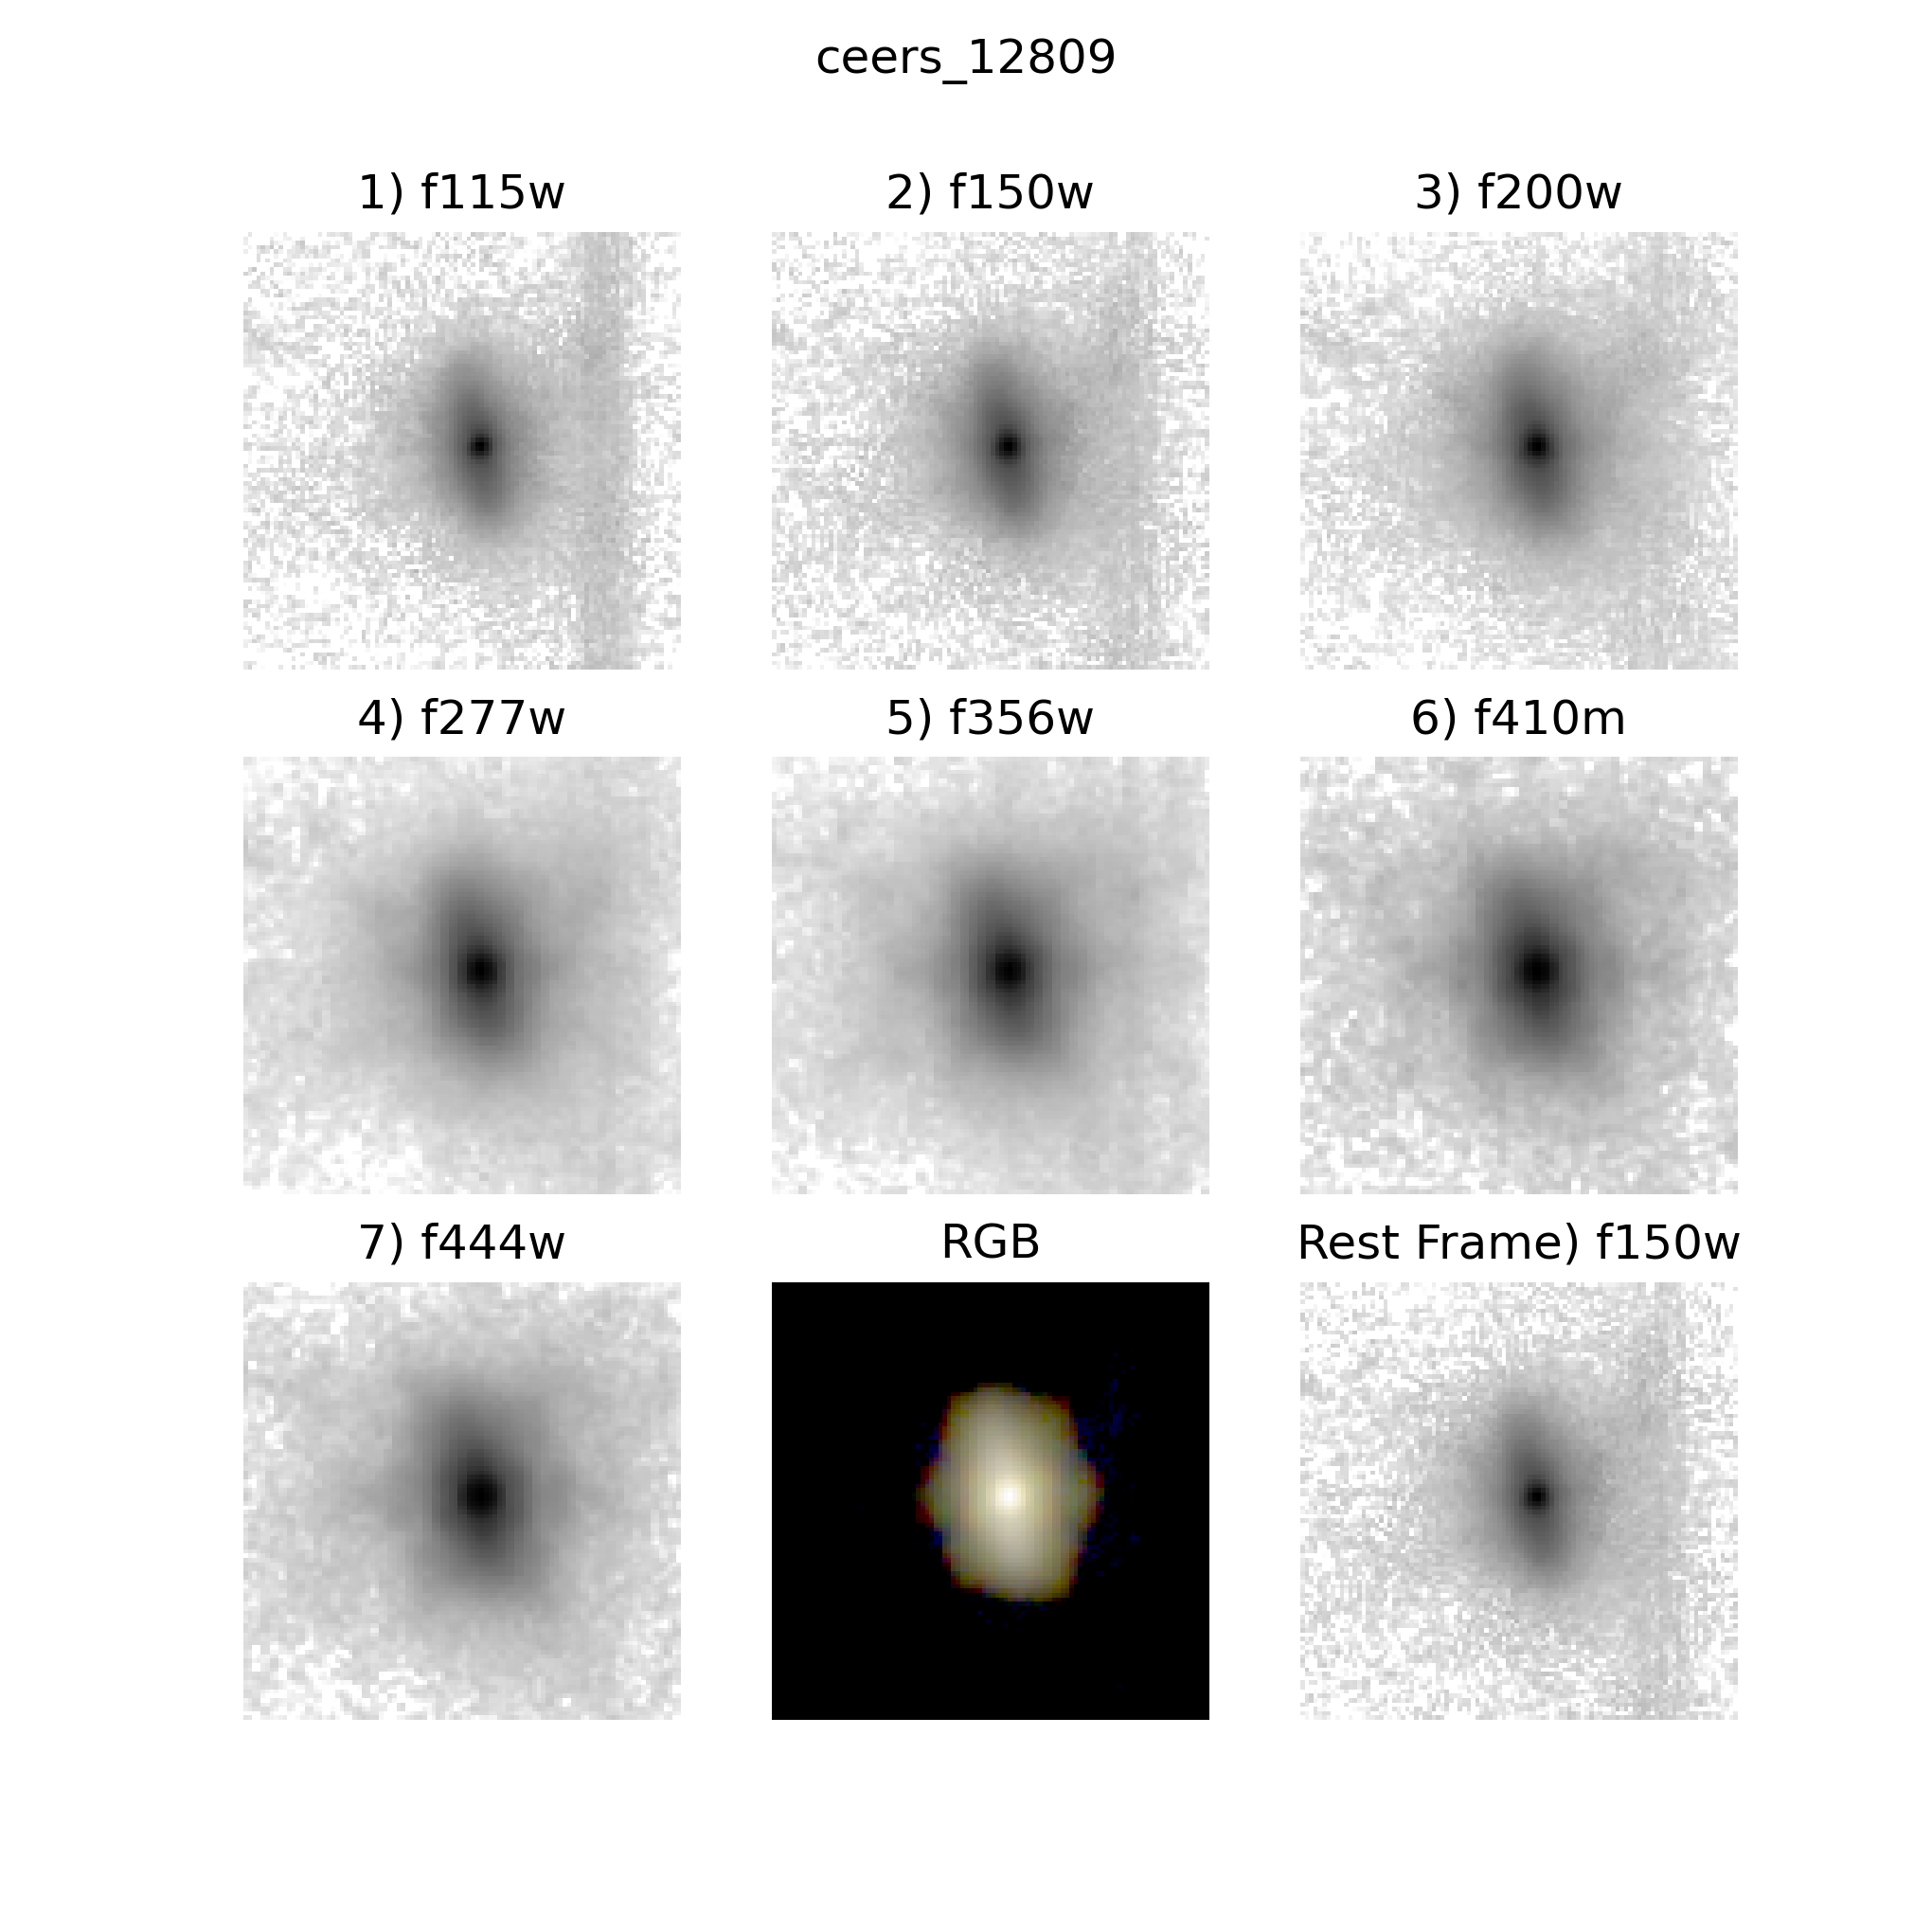 ceers_12809
1) f115w
2) f150w
3) f200w
4) f277w
5) f356w
6) f410m
7) f444w
RGB
Rest Frame) f150w